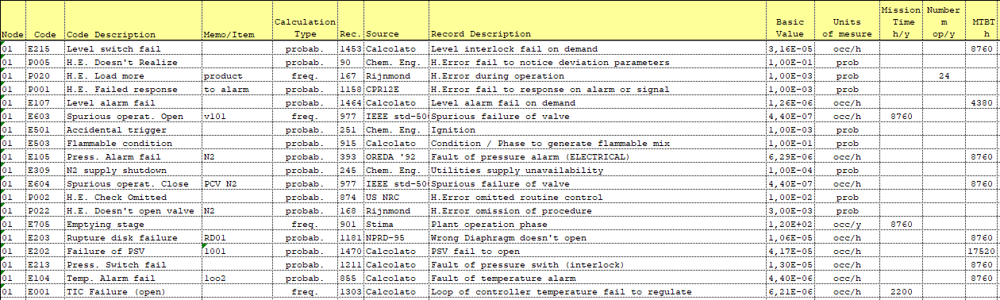 Node Code Code Description Memo/Item Calculation Type Rec. Source Record Description Basic Value Units of mesure Mission Time h/y Number m op/y MTBT h
01 E215 Level switch fail probab. 1453 Calcolato Level interlock fail on demand 3,16E-05 occ/h 8760
01 P005 H.E. Doesn't Realize probab. 90 Chem. Eng. H.Error fail to notice deviation parameters 1,00E-01 prob
01 P020 H.E. Load more product freq. 167 Rijnmond H.Error during operation 1,00E-03 prob 24
01 P001 H.E. Failed response to alarm probab. 1158 CPR12E H.Error fail to response on alarm or signal 1,00E-03 prob
01 E107 Level alarm fail probab. 1464 Calcolato Level alarm fail on demand 1,26E-06 occ/h 4380
01 E603 Spurious operat. Open v101 freq. 977 IEEE std-50 Spurious failure of valve 4,40E-07 occ/h 8760
01 E501 Accidental trigger probab. 251 Chem. Eng. Ignition 1,00E-03 prob
01 E503 Flammable condition probab. 915 Calcolato Condition / Phase to generate flammable mix 1,00E-01 prob
01 E105 Press. Alarm fail N2 probab. 393 OREDA '92 Fault of pressure alarm (ELECTRICAL) 6,29E-06 occ/h 8760
01 E309 N2 supply shutdown probab. 245 Chem. Eng. Utilities supply unavailability 1,00E-04 prob
01 E604 Spurious operat. Close PCV N2 probab. 977 IEEE std-50 Spurious failure of valve 4,40E-07 occ/h 8760
01 P002 H.E. Check Omitted probab. 874 US NRC H.Error omitted routine control 1,00E-02 prob
01 P022 H.E. Doesn't open valve N2 probab. 168 Rijnmond H.Error omission of procedure 3,00E-03 prob
01 E705 Emptying stage freq. 901 Stima Plant operation phase 1,20E+02 occ/y 8760
01 E203 Rupture disk failure RD01 probab. 1181 NPRD-95 Wrong Diaphragm doesn't open 1,06E-05 occ/h 8760
01 E202 Failure of PSV 1001 probab. 1470 Calcolato PSV fail to open 4,17E-05 occ/h 17520
01 E213 Press. Switch fail probab. 1211 Calcolato Fault of pressure swith (interlock) 1,30E-05 occ/h 8760
01 E104 Temp. Alarm fail 1oo2 probab. 855 Calcolato Fault of temperature alarm 4,40E-06 occ/h 8760
01 E001 TIC Failure (open) freq. 1303 Calcolato Loop of controller temperature fail to regulate 6,21E-06 occ/h 2200